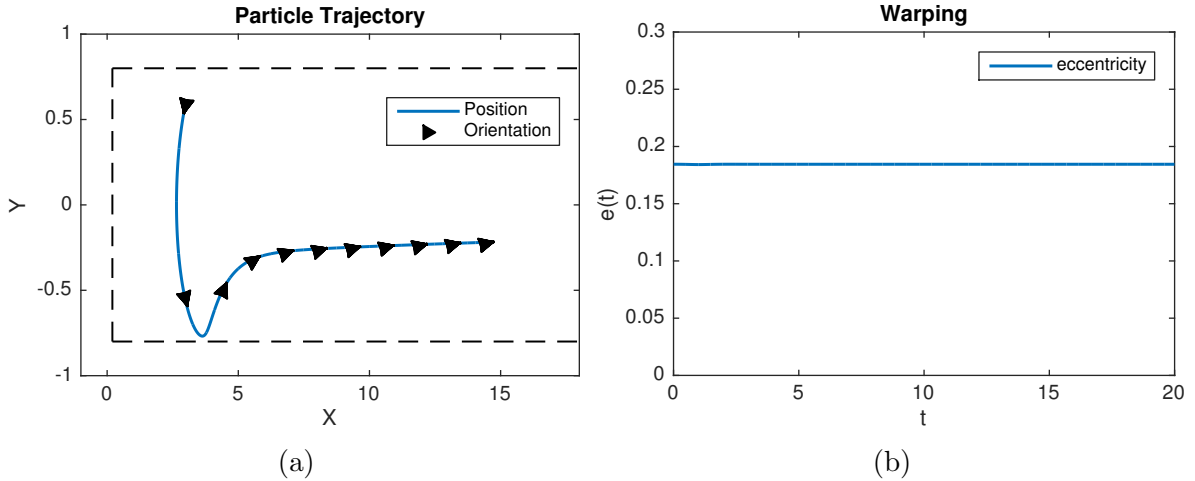 Particle Trajectory
1
0.5
0
-0.5
-1
Y
0
5
10
15
X
Position
Orientation
(a)
Warping
0.3
0.25
0.2
0.15
0.1
0.05
0
e(t)
0
5
10
15
20
t
eccentricity
(b)